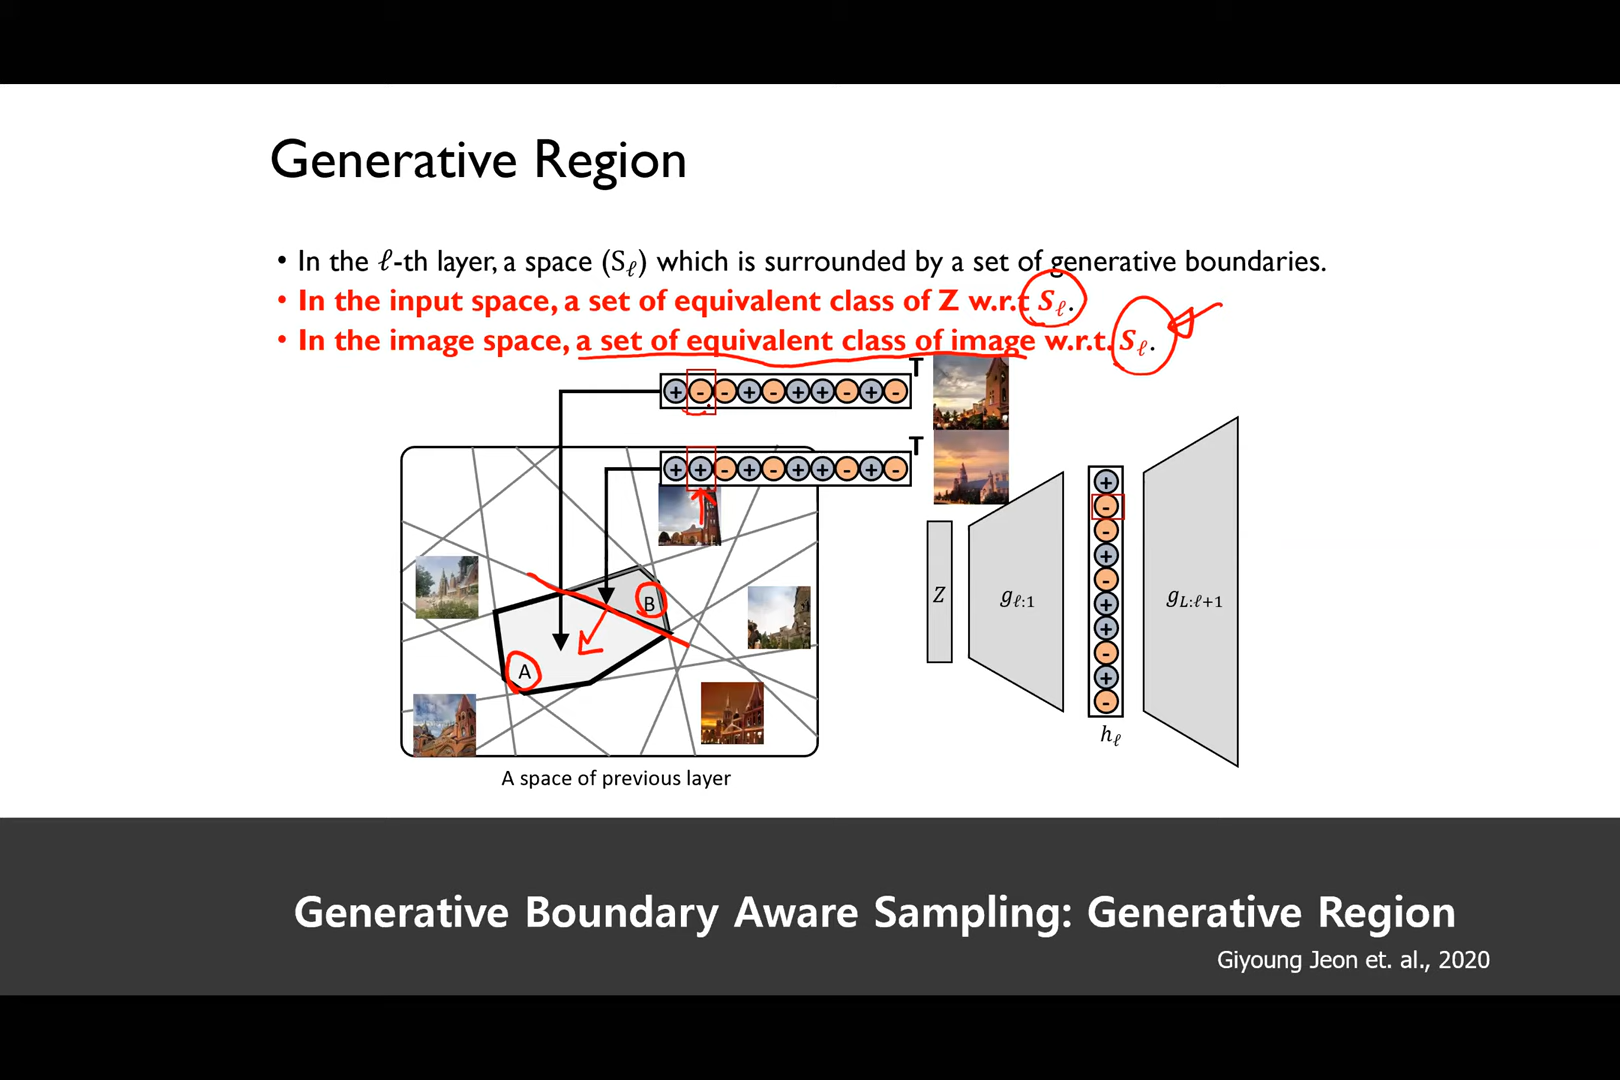 Generative Region
• In the ℓ-th layer, a space (Sℓ) which is surrounded by a set of generative boundaries.
• In the input space, a set of equivalent class of Z w.r.t Sℓ.
• In the image space, a set of equivalent class of image w.r.t. Sℓ.
+ - - + - + + - + - T
+ + - + - + + - + - T
A
B
A space of previous layer
Z
gℓ:1
+
-
-
+
-
+
+
-
+
-
hℓ
gL:ℓ+1
Generative Boundary Aware Sampling: Generative Region
Giyoung Jeon et. al., 2020